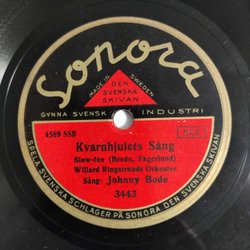 Sonora
MADE IN SWEDEN
DEN
SVENSKA
SKIVAN
GYNNA SVENSK INDUSTRI
4589 SSB
Kvarnhjulets Sång
Slow-fox (Brede, Fagerlund)
Willard Ringstrands Orkester
Sång: Johnny Bode
3443
SPELA SVENSKA SCHLAGER PÅ SONORA DEN SVENSKA SKIVAN